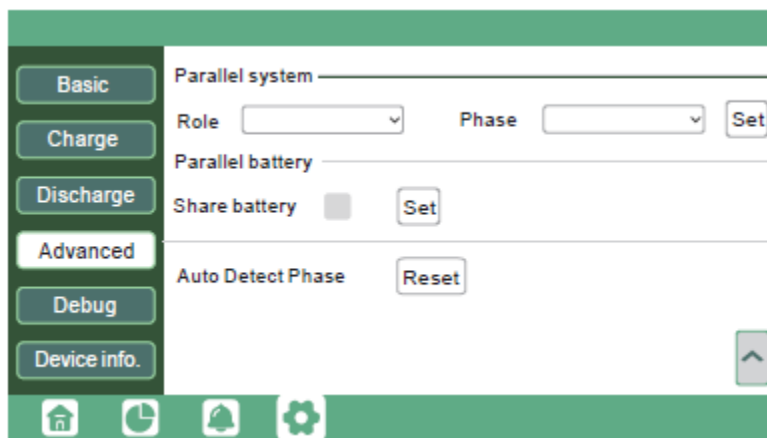 Basic
Charge
Discharge
Advanced
Debug
Device info.
Parallel system
Role Phase Set
Parallel battery
Share battery Set
Auto Detect Phase Reset